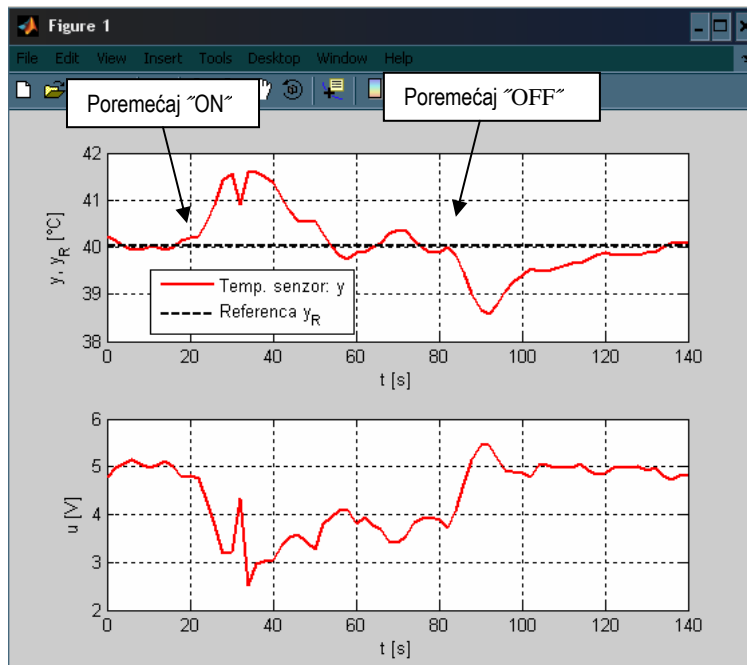 Figure 1
File Edit View Insert Tools Desktop Window Help
Poremećaj ˝ON˝
Poremećaj ˝OFF˝
42
41
40
39
38
y, y_R [°C]
Temp. senzor: y
Referenca y_R
0 20 40 60 80 100 120 140
t [s]
6
5
4
3
2
u [V]
0 20 40 60 80 100 120 140
t [s]